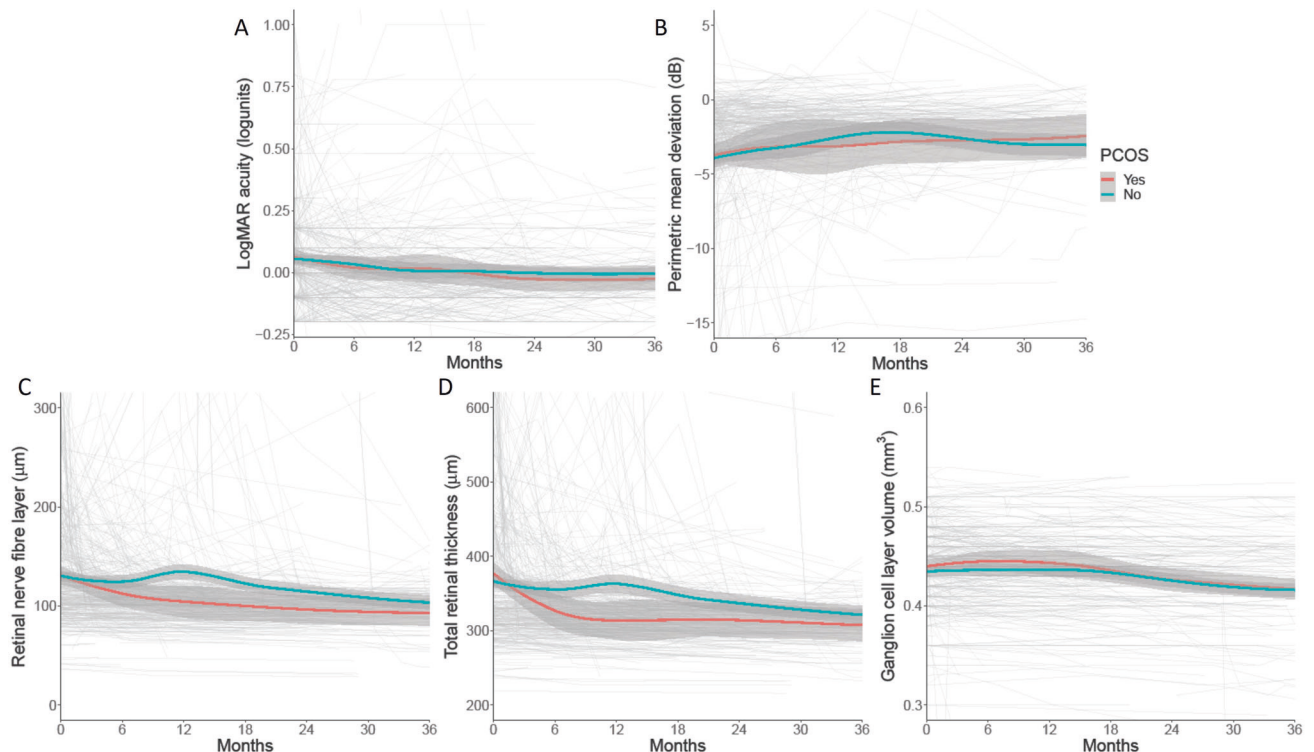 A
LogMAR acuity (logunits)
1.00
0.75
0.50
0.25
0.00
−0.25
0 6 12 18 24 30 36
Months
B
Perimetric mean deviation (dB)
5
0
−5
−10
−15
0 6 12 18 24 30 36
Months
PCOS
Yes
No
C
Retinal nerve fibre layer (μm)
300
200
100
0
0 6 12 18 24 30 36
Months
D
Total retinal thickness (μm)
600
500
400
300
200
0 6 12 18 24 30 36
Months
E
Ganglion cell layer volume (mm³)
0.6
0.5
0.4
0.3
0 6 12 18 24 30 36
Months